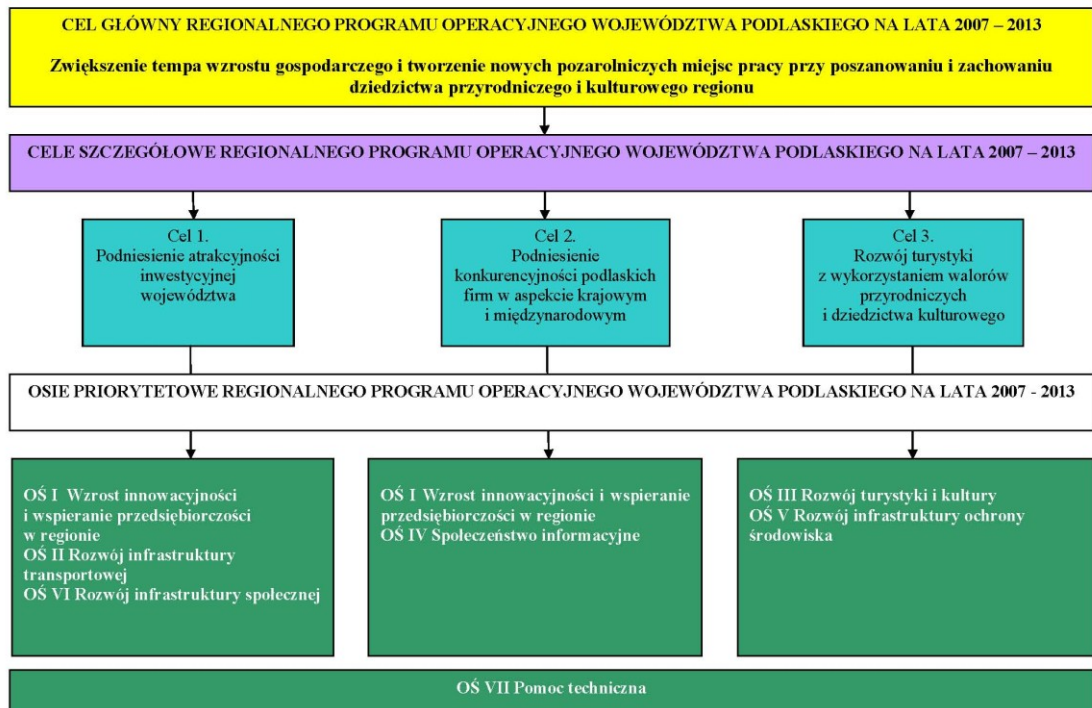 CEL GŁÓWNY REGIONALNEGO PROGRAMU OPERACYJNEGO WOJEWÓDZTWA PODLASKIEGO NA LATA 2007 – 2013
Zwiększenie tempa wzrostu gospodarczego i tworzenie nowych pozarolniczych miejsc pracy przy poszanowaniu i zachowaniu
dziedzictwa przyrodniczego i kulturowego regionu
CELE SZCZEGÓŁOWE REGIONALNEGO PROGRAMU OPERACYJNEGO WOJEWÓDZTWA PODLASKIEGO NA LATA 2007 – 2013
Cel 1.
Podniesienie atrakcyjności
inwestycyjnej
województwa
Cel 2.
Podniesienie
konkurencyjności podlaskich
firm w aspekcie krajowym
i międzynarodowym
Cel 3.
Rozwój turystyki
z wykorzystaniem walorów
przyrodniczych
i dziedzictwa kulturowego
OSIE PRIORYTETOWE REGIONALNEGO PROGRAMU OPERACYJNEGO WOJEWÓDZTWA PODLASKIEGO NA LATA 2007 - 2013
OŚ I Wzrost innowacyjności
i wspieranie przedsiębiorczości
w regionie
OŚ II Rozwój infrastruktury
transportowej
OŚ VI Rozwój infrastruktury społecznej
OŚ I Wzrost innowacyjności i wspieranie
przedsiębiorczości w regionie
OŚ IV Społeczeństwo informacyjne
OŚ III Rozwój turystyki i kultury
OŚ V Rozwój infrastruktury ochrony
środowiska
OŚ VII Pomoc techniczna